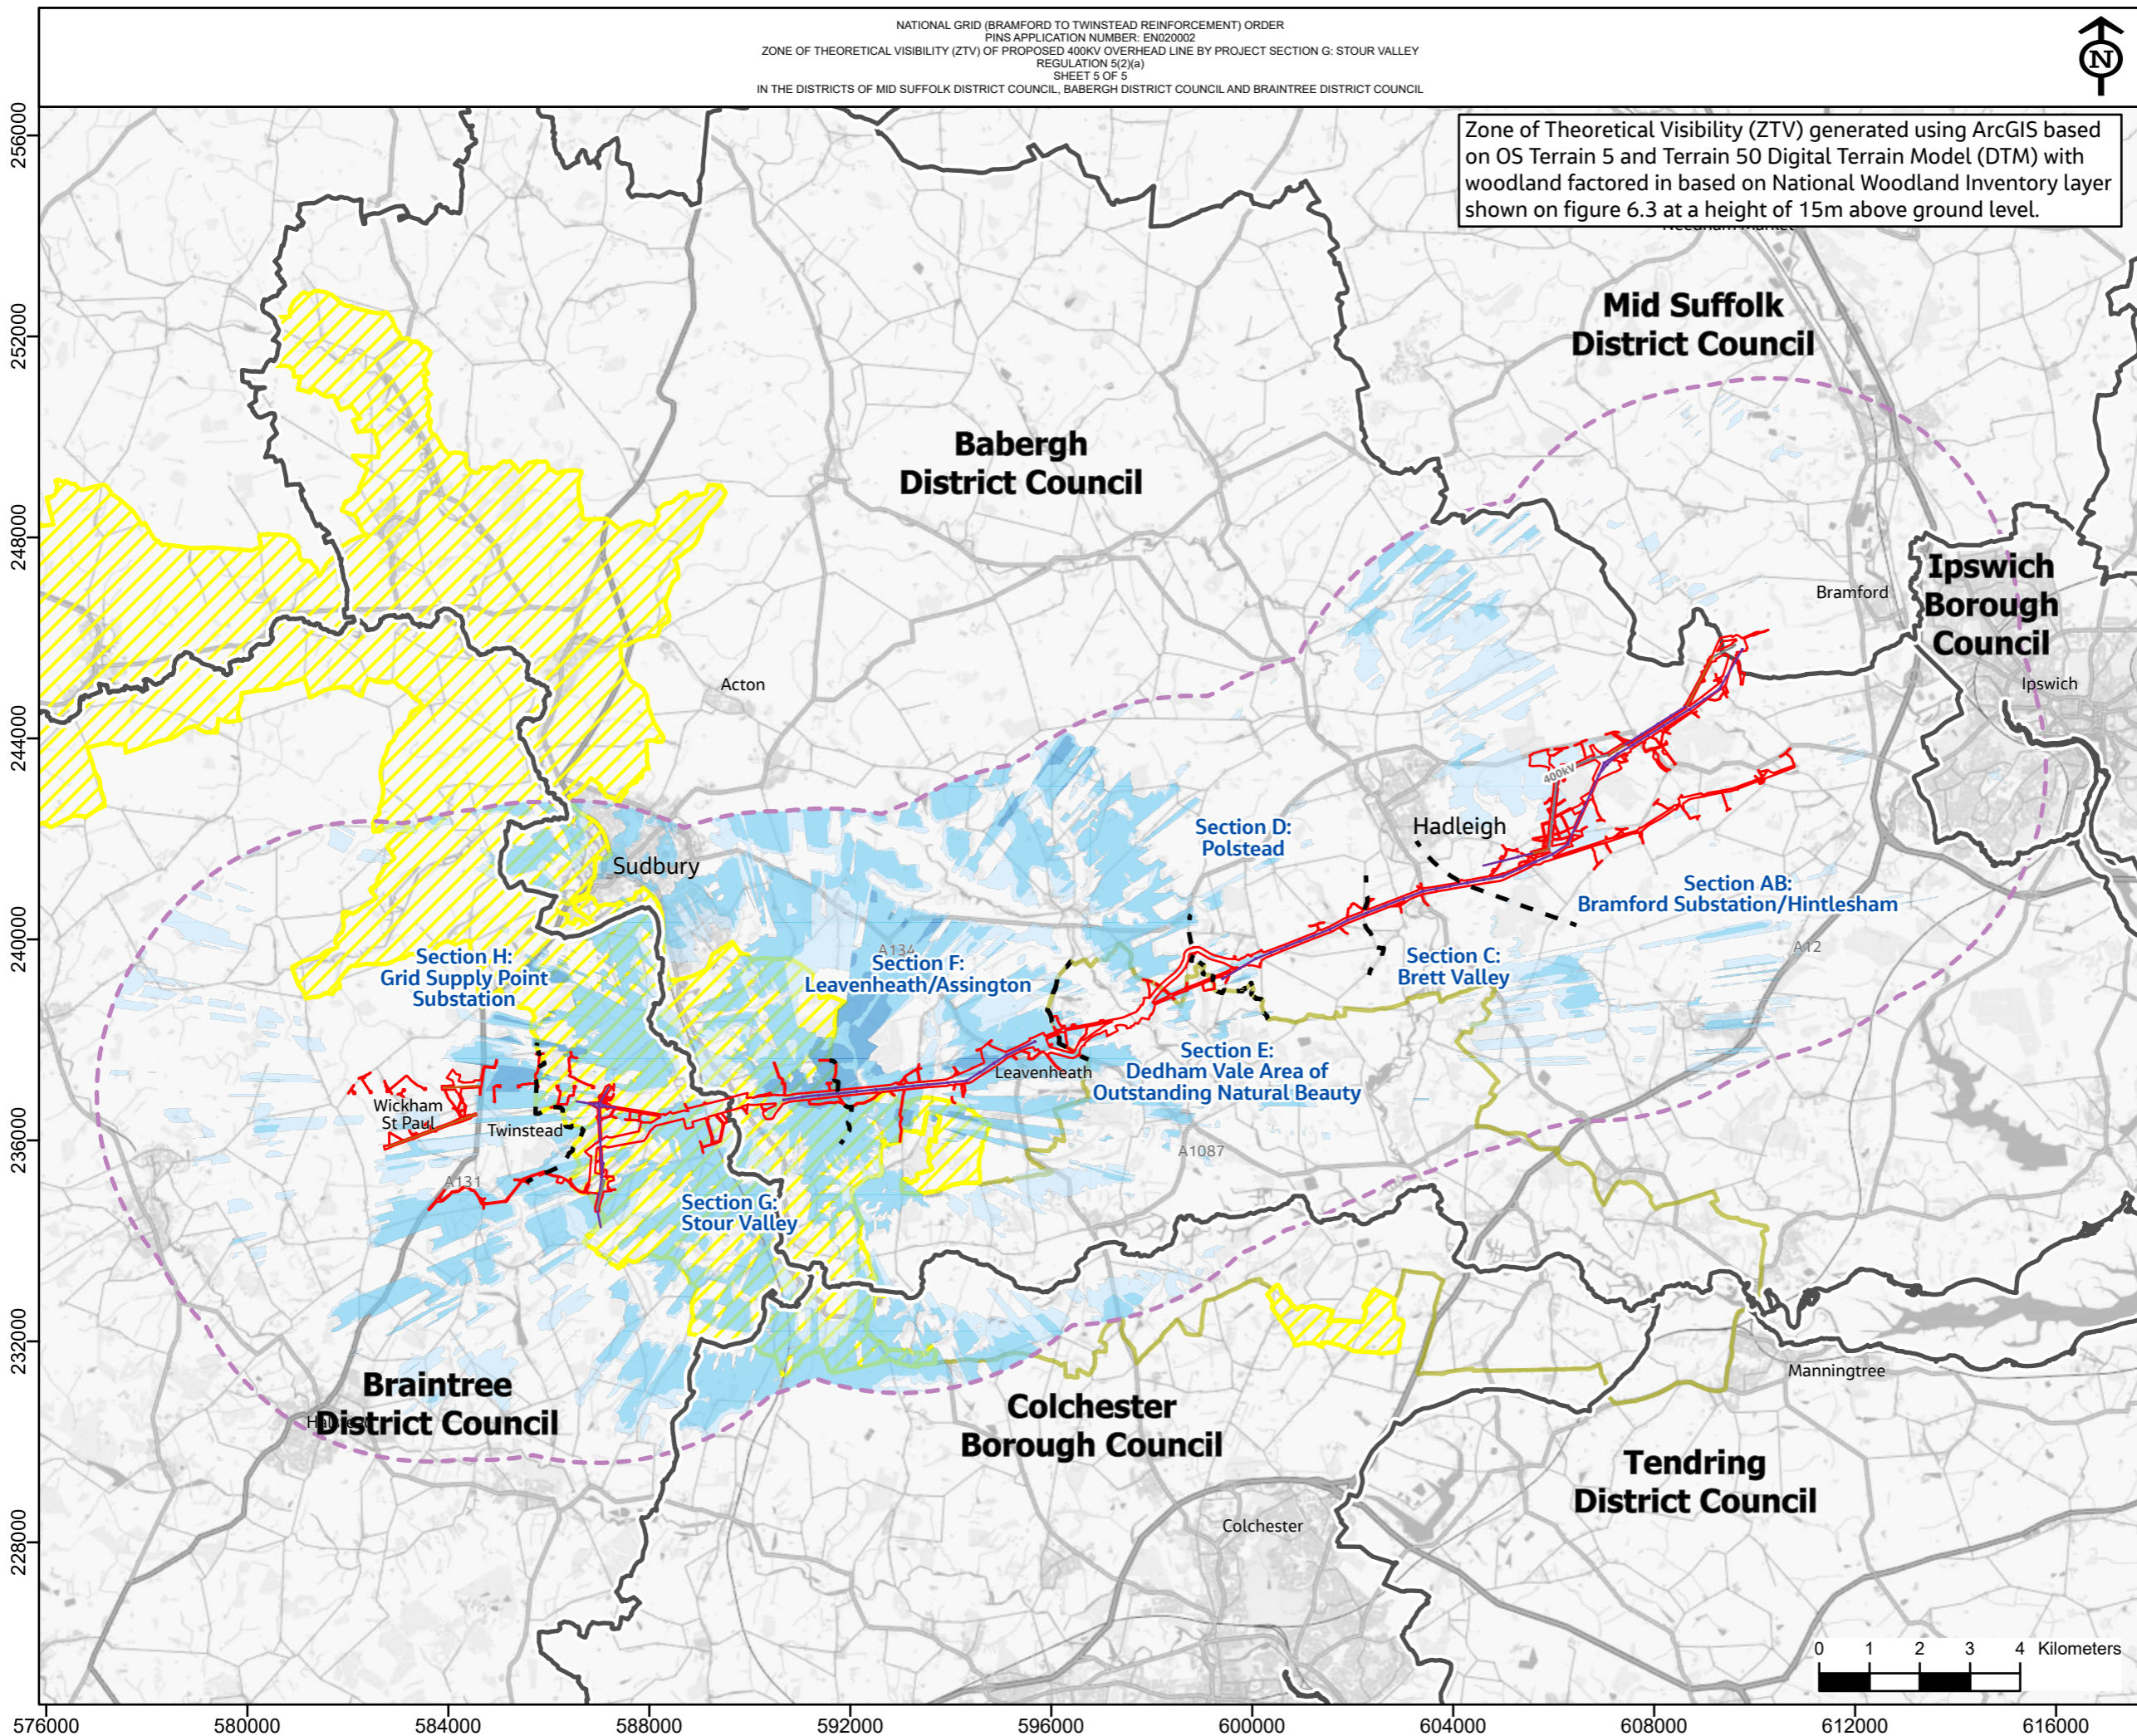 NATIONAL GRID (BRAMFORD TO TWINSTEAD REINFORCEMENT) ORDER
PINS APPLICATION NUMBER: EN020002
ZONE OF THEORETICAL VISIBILITY (ZTV) OF PROPOSED 400KV OVERHEAD LINE BY PROJECT SECTION G: STOUR VALLEY
REGULATION 5(2)(a)
SHEET 5 OF 5
IN THE DISTRICTS OF MID SUFFOLK DISTRICT COUNCIL, BABERGH DISTRICT COUNCIL AND BRAINTREE DISTRICT COUNCIL
N
Zone of Theoretical Visibility (ZTV) generated using ArcGIS based
on OS Terrain 5 and Terrain 50 Digital Terrain Model (DTM) with
woodland factored in based on National Woodland Inventory layer
shown on figure 6.3 at a height of 15m above ground level.
Needham Market
Mid Suffolk
District Council
Babergh
District Council
Ipswich
Borough
Council
Bramford
Ipswich
Acton
400kV
Hadleigh
Section D:
Polstead
Sudbury
Section AB:
Bramford Substation/Hintlesham
A12
A134
Section H:
Grid Supply Point
Substation
Section F:
Leavenheath/Assington
Section C:
Brett Valley
Section E:
Dedham Vale Area of
Outstanding Natural Beauty
Leavenheath
Wickham
St Paul
Twinstead
A1087
A131
Section G:
Stour Valley
Braintree
District Council
Halstead
Colchester
Borough Council
Manningtree
Tendring
District Council
Colchester
0 1 2 3 4 Kilometers
256000
252000
248000
244000
240000
236000
232000
228000
576000 580000 584000 588000 592000 596000 600000 604000 608000 612000 616000